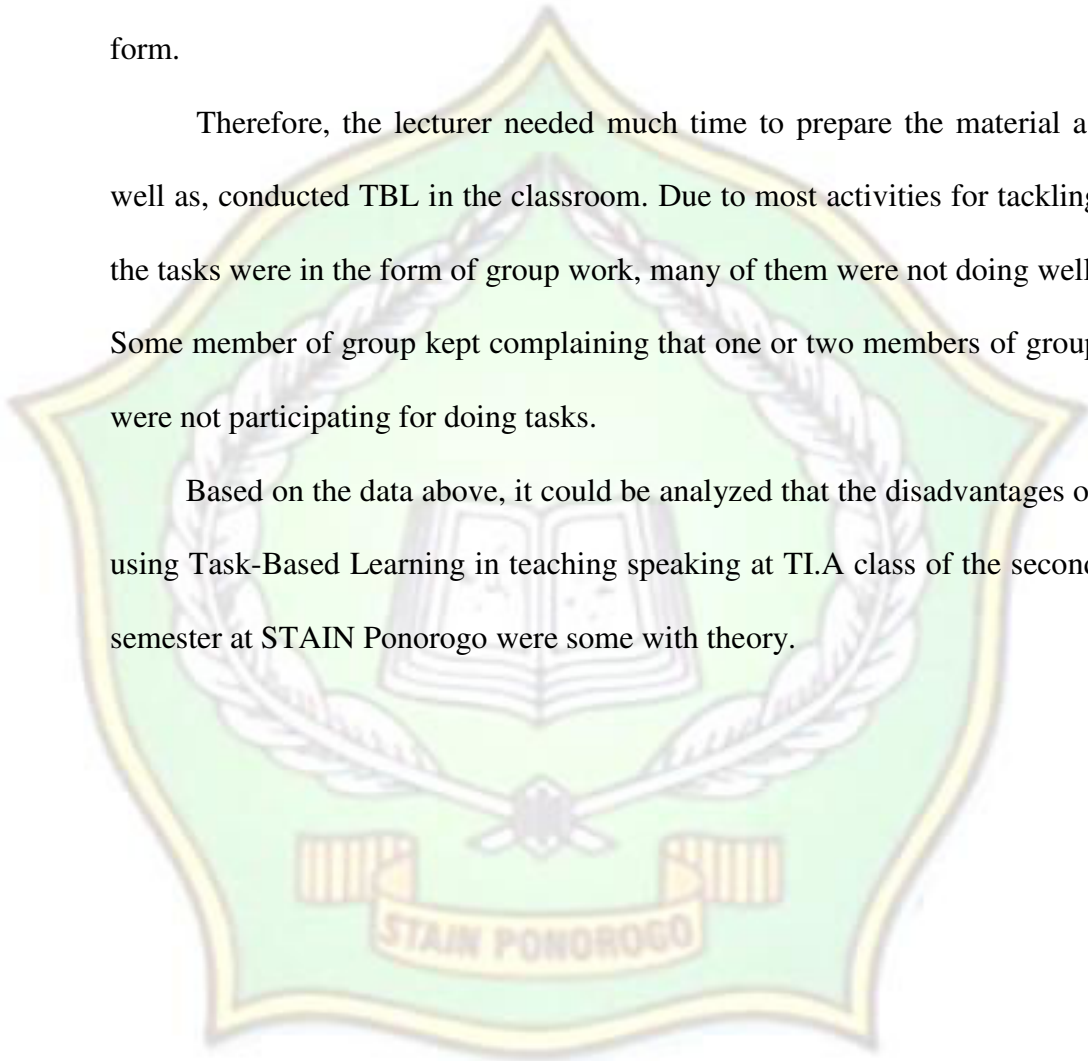 form.
Therefore, the lecturer needed much time to prepare the material a
well as, conducted TBL in the classroom. Due to most activities for tackling
the tasks were in the form of group work, many of them were not doing well
Some member of group kept complaining that one or two members of group
were not participating for doing tasks.
Based on the data above, it could be analyzed that the disadvantages o
using Task-Based Learning in teaching speaking at TI.A class of the second
semester at STAIN Ponorogo were some with theory.
STAIN PONOROGO